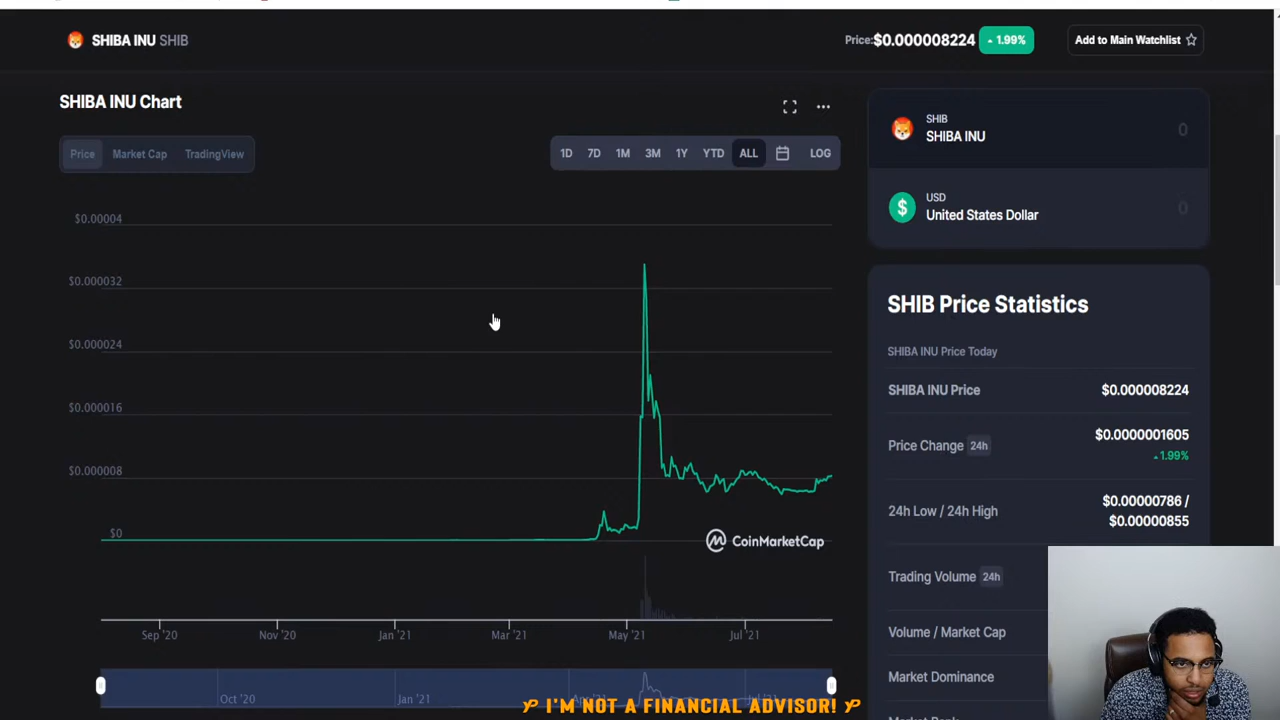 SHIBA INU SHIB
Price:$0.000008224 1.99%
Add to Main Watchlist
SHIBA INU Chart
Price Market Cap TradingView
1D 7D 1M 3M 1Y YTD ALL LOG
$0.00004
$0.000032
$0.000024
$0.000016
$0.000008
$0
CoinMarketCap
Sep '20 Nov '20 Jan '21 Mar '21 May '21 Jul '21
Oct '20 Jan '21
SHIB
SHIBA INU 0
USD
$ United States Dollar 0
SHIB Price Statistics
SHIBA INU Price Today
SHIBA INU Price $0.000008224
Price Change 24h $0.0000001605
1.99%
24h Low / 24h High $0.00000786 /
$0.00000855
Trading Volume 24h
Volume / Market Cap
Market Dominance
I'M NOT A FINANCIAL ADVISOR!